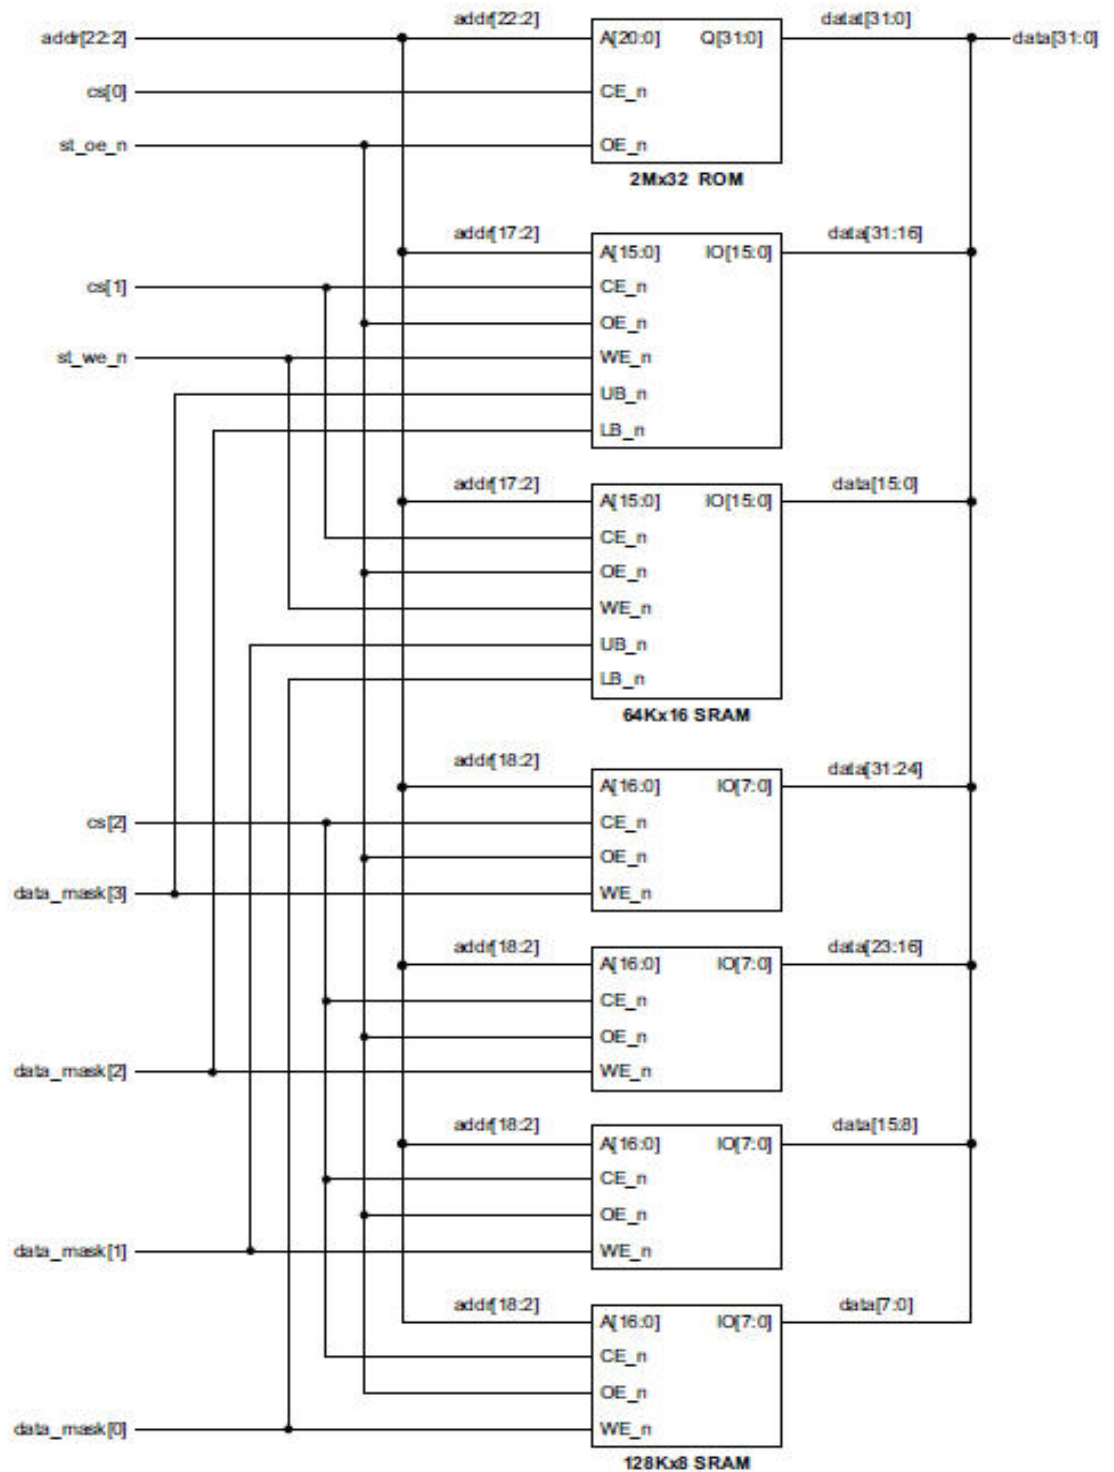 addr[22:2]
addr[22:2] A[20:0] Q[31:0] datat[31:0] data[31:0]
cs[0] CE_n
st_oe_n OE_n
2Mx32 ROM
addr[17:2] data[31:16]
A[15:0] IO[15:0]
cs[1] CE_n
OE_n
st_we_n WE_n
UB_n
LB_n
addr[17:2] data[15:0]
A[15:0] IO[15:0]
CE_n
OE_n
WE_n
UB_n
LB_n
64Kx16 SRAM
addr[18:2] data[31:24]
A[16:0] IO[7:0]
cs[2] CE_n
OE_n
data_mask[3] WE_n
addr[18:2] data[23:16]
A[16:0] IO[7:0]
CE_n
OE_n
data_mask[2] WE_n
addr[18:2] data[15:8]
A[16:0] IO[7:0]
CE_n
OE_n
data_mask[1] WE_n
addr[18:2] data[7:0]
A[16:0] IO[7:0]
CE_n
OE_n
data_mask[0] WE_n
128Kx8 SRAM